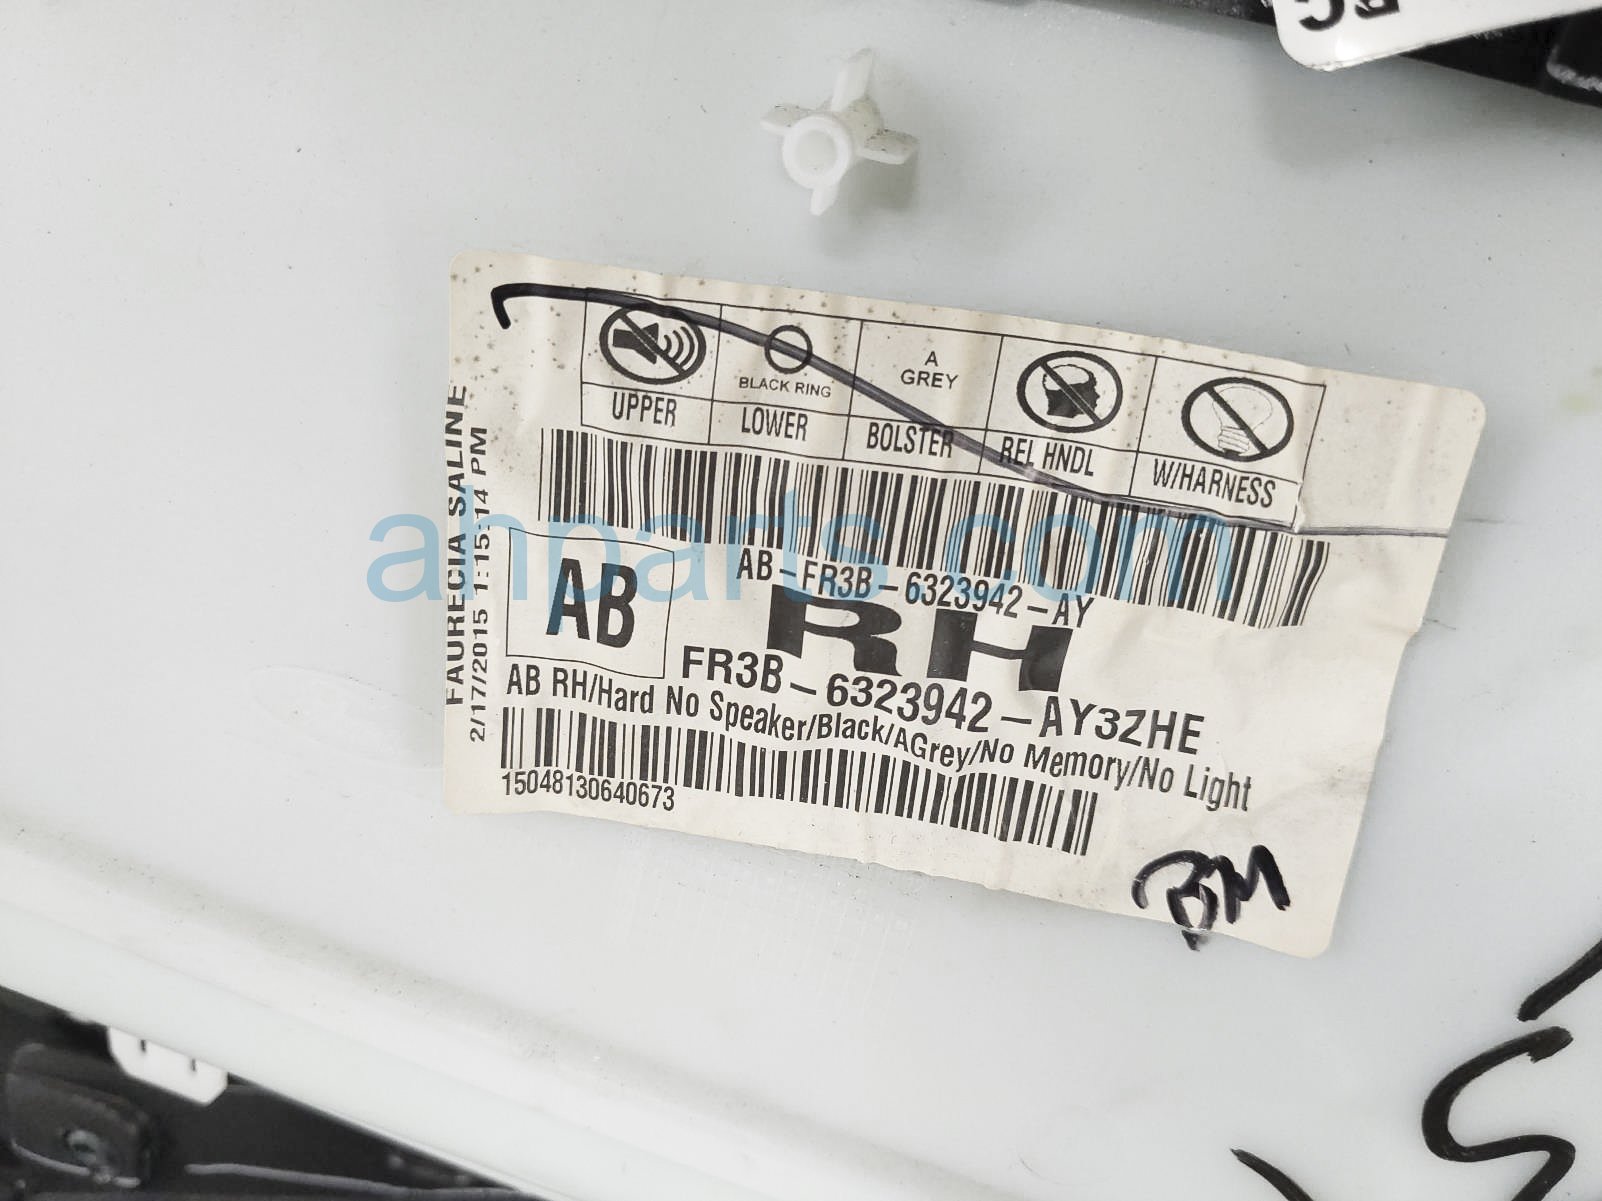 BLACK RING
A
GREY
UPPER
LOWER
BOLSTER
REL HNDL
W/HARNESS
FAURECIA SALINE
2/17/2015 1:15:14 PM
AB-FR3B-6323942-AY
AB
RH
FR3B-6323942-AY3ZHE
AB RH/Hard No Speaker/Black/AGrey/No Memory/No Light
15048130640673
ahparts.com